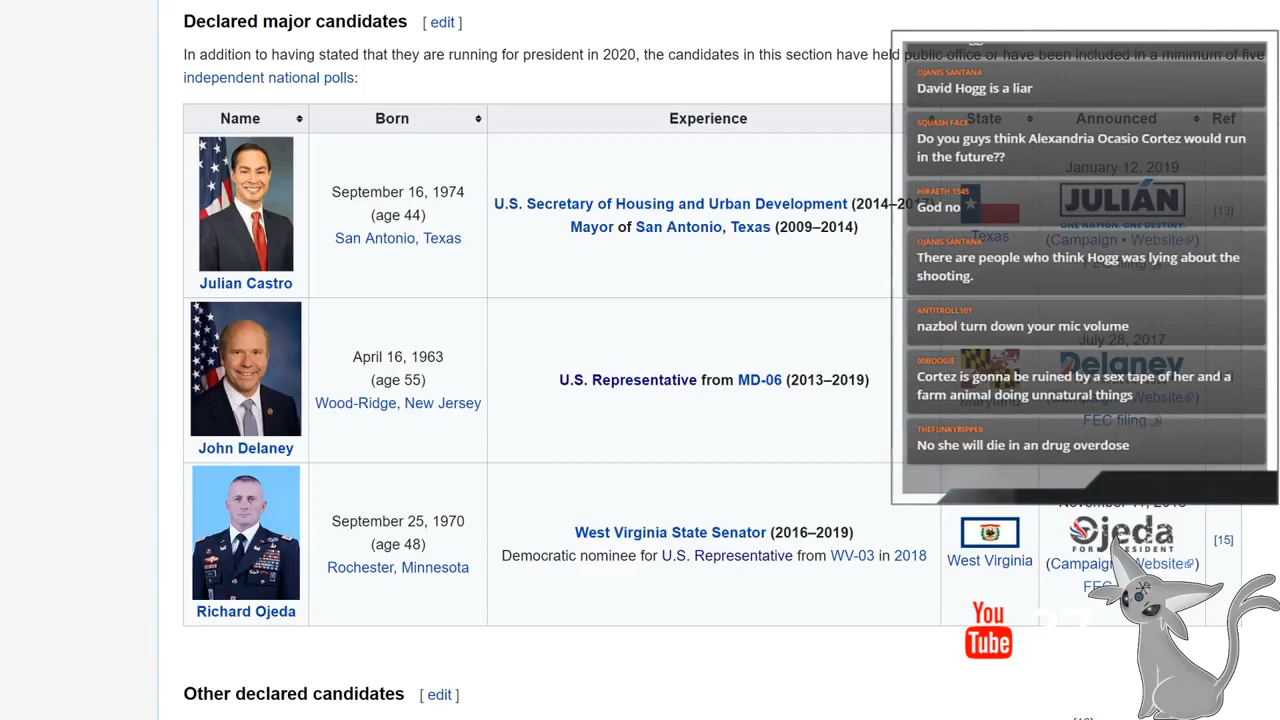 Declared major candidates [ edit ]
In addition to having stated that they are running for president in 2020, the candidates in this section have held public office or have been included in a minimum of five
independent national polls:
Name Born Experience State Announced Ref
September 16, 1974
(age 44)
San Antonio, Texas
U.S. Secretary of Housing and Urban Development (2014–2017)
Mayor of San Antonio, Texas (2009–2014)
Texas
January 12, 2019
JULIÁN
ONE NATION. ONE DESTINY.
(Campaign • Website)
FEC filing
[13]
Julian Castro
April 16, 1963
(age 55)
Wood-Ridge, New Jersey
U.S. Representative from MD-06 (2013–2019)
Maryland
July 28, 2017
Delaney
Website)
FEC filing
John Delaney
September 25, 1970
(age 48)
Rochester, Minnesota
West Virginia State Senator (2016–2019)
Democratic nominee for U.S. Representative from WV-03 in 2018
West Virginia
Ojeda
FOR PRESIDENT
(Campaign Website)
FEC
[15]
Richard Ojeda
Other declared candidates [ edit ]
OJANIS SANTANA
David Hogg is a liar
SQUASH FACE
Do you guys think Alexandria Ocasio Cortez would run
in the future??
HIRAETH 1545
God no
OJANIS SANTANA
There are people who think Hogg was lying about the
shooting.
ANTITROLL101
nazbol turn down your mic volume
00BOOGIE
Cortez is gonna be ruined by a sex tape of her and a
farm animal doing unnatural things
THEFUNKYRIPPER
No she will die in an drug overdose
You
Tube
37